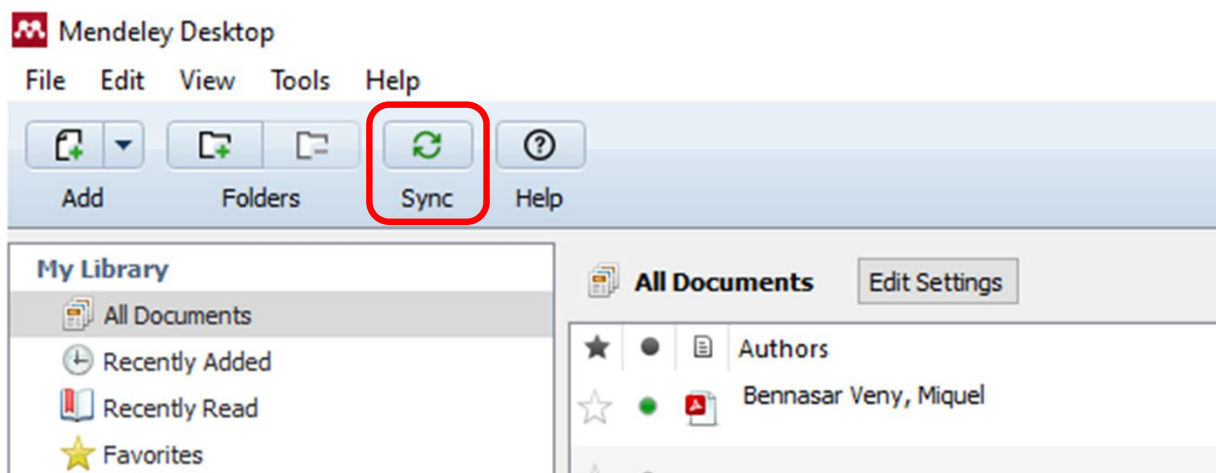 Mendeley Desktop
File Edit View Tools Help
Add Folders Sync Help
My Library
All Documents
Recently Added
Recently Read
Favorites
All Documents Edit Settings
Authors
Bennasar Veny, Miquel